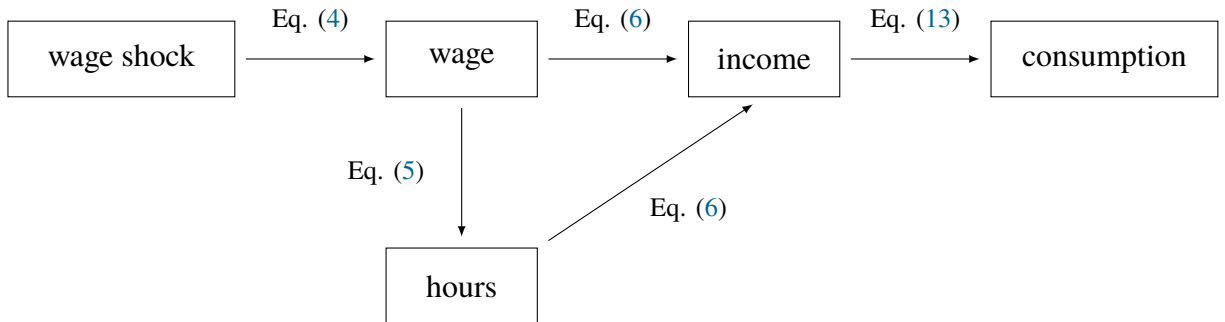 Eq. (4) Eq. (6) Eq. (13)
wage shock wage income consumption
Eq. (5)
Eq. (6)
hours